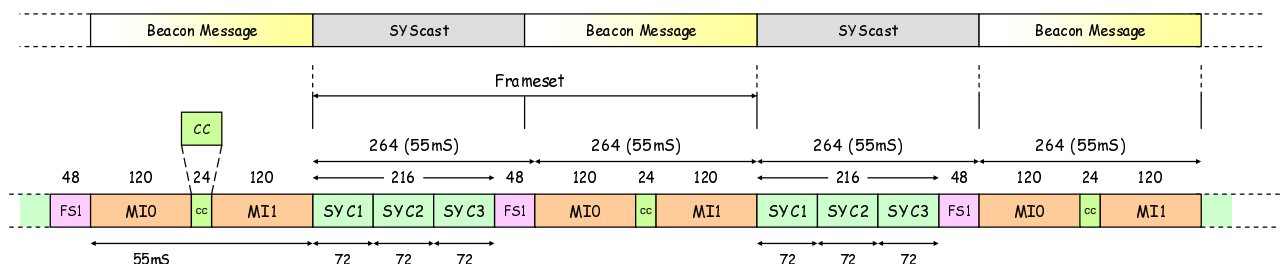 Beacon Message SYScast Beacon Message SYScast Beacon Message
Frameset
CC
264 (55mS) 264 (55mS) 264 (55mS) 264 (55mS)
48 120 24 120 216 48 120 24 120 216 48 120 24 120
FS1 MI0 cc MI1 SYC1 SYC2 SYC3 FS1 MI0 cc MI1 SYC1 SYC2 SYC3 FS1 MI0 cc MI1
55mS 72 72 72 72 72 72